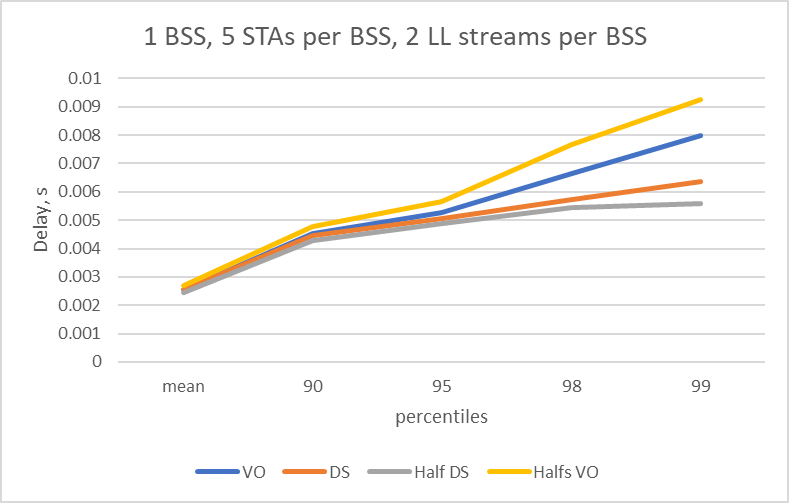 1 BSS, 5 STAs per BSS, 2 LL streams per BSS
0.01
0.009
0.008
0.007
0.006
0.005
0.004
0.003
0.002
0.001
0
Delay, s
mean 90 95 98 99
percentiles
VO DS Half DS Halfs VO